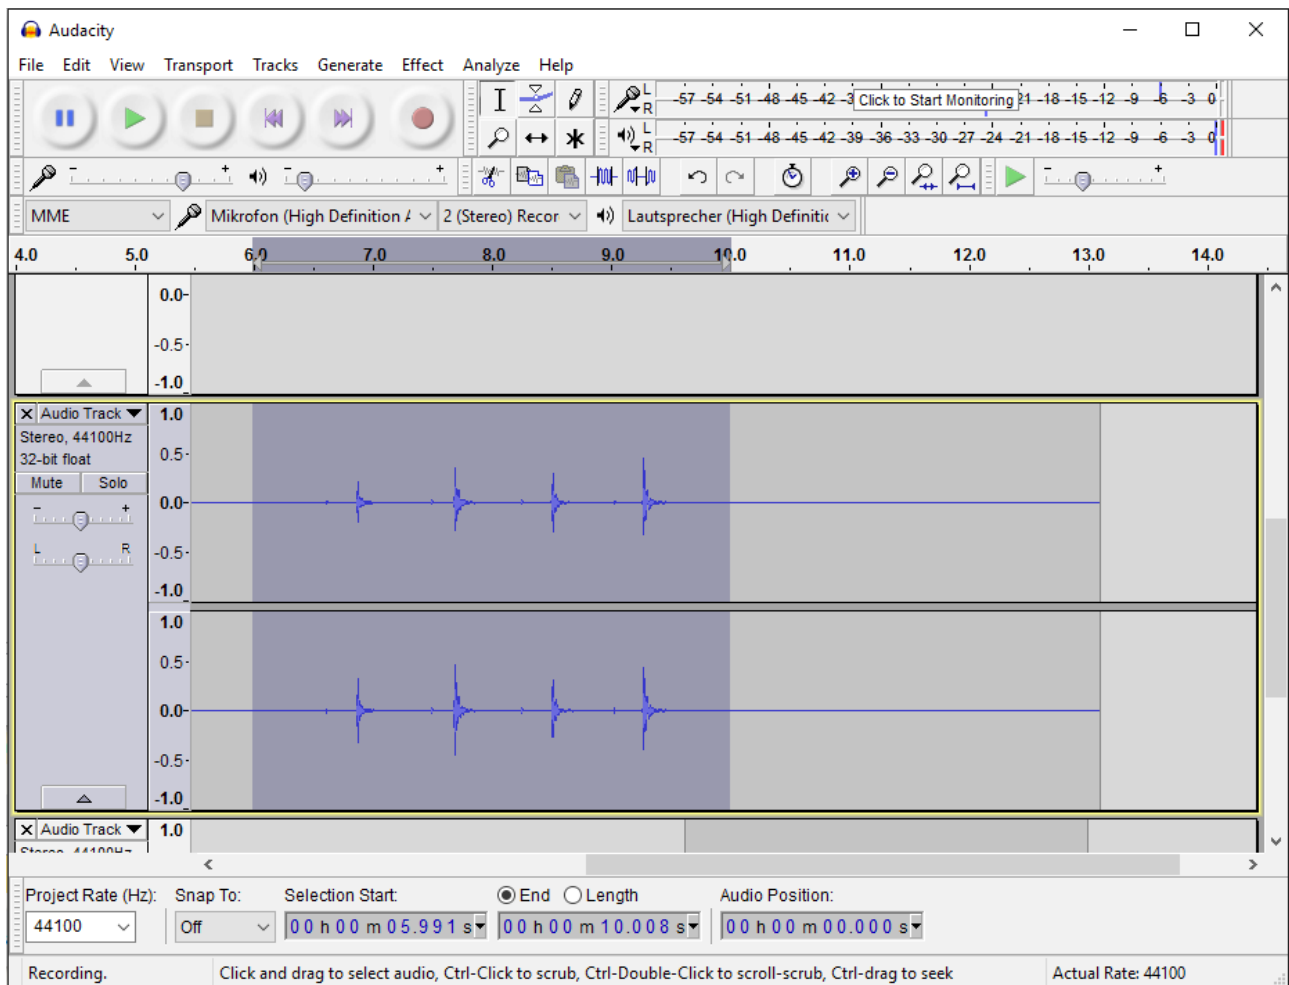 Audacity
File Edit View Transport Tracks Generate Effect Analyze Help
L R -57 -54 -51 -48 -45 -42 -3 Click to Start Monitoring 21 -18 -15 -12 -9 -6 -3 0
L R -57 -54 -51 -48 -45 -42 -39 -36 -33 -30 -27 -24 -21 -18 -15 -12 -9 -6 -3 0
- + - + - +
MME Mikrofon (High Definition 2 (Stereo) Recor Lautsprecher (High Definitic
4.0 5.0 6.0 7.0 8.0 9.0 10.0 11.0 12.0 13.0 14.0
0.0
-0.5
-1.0
X Audio Track 1.0
Stereo, 44100Hz
32-bit float 0.5
Mute Solo
- + 0.0
L R -0.5
-1.0
1.0
0.5
0.0
-0.5
-1.0
X Audio Track 1.0
Project Rate (Hz): Snap To: Selection Start: End Length Audio Position:
44100 Off 00 h 00 m 05.991 s 00 h 00 m 10.008 s 00 h 00 m 00.000 s
Recording. Click and drag to select audio, Ctrl-Click to scrub, Ctrl-Double-Click to scroll-scrub, Ctrl-drag to seek Actual Rate: 44100